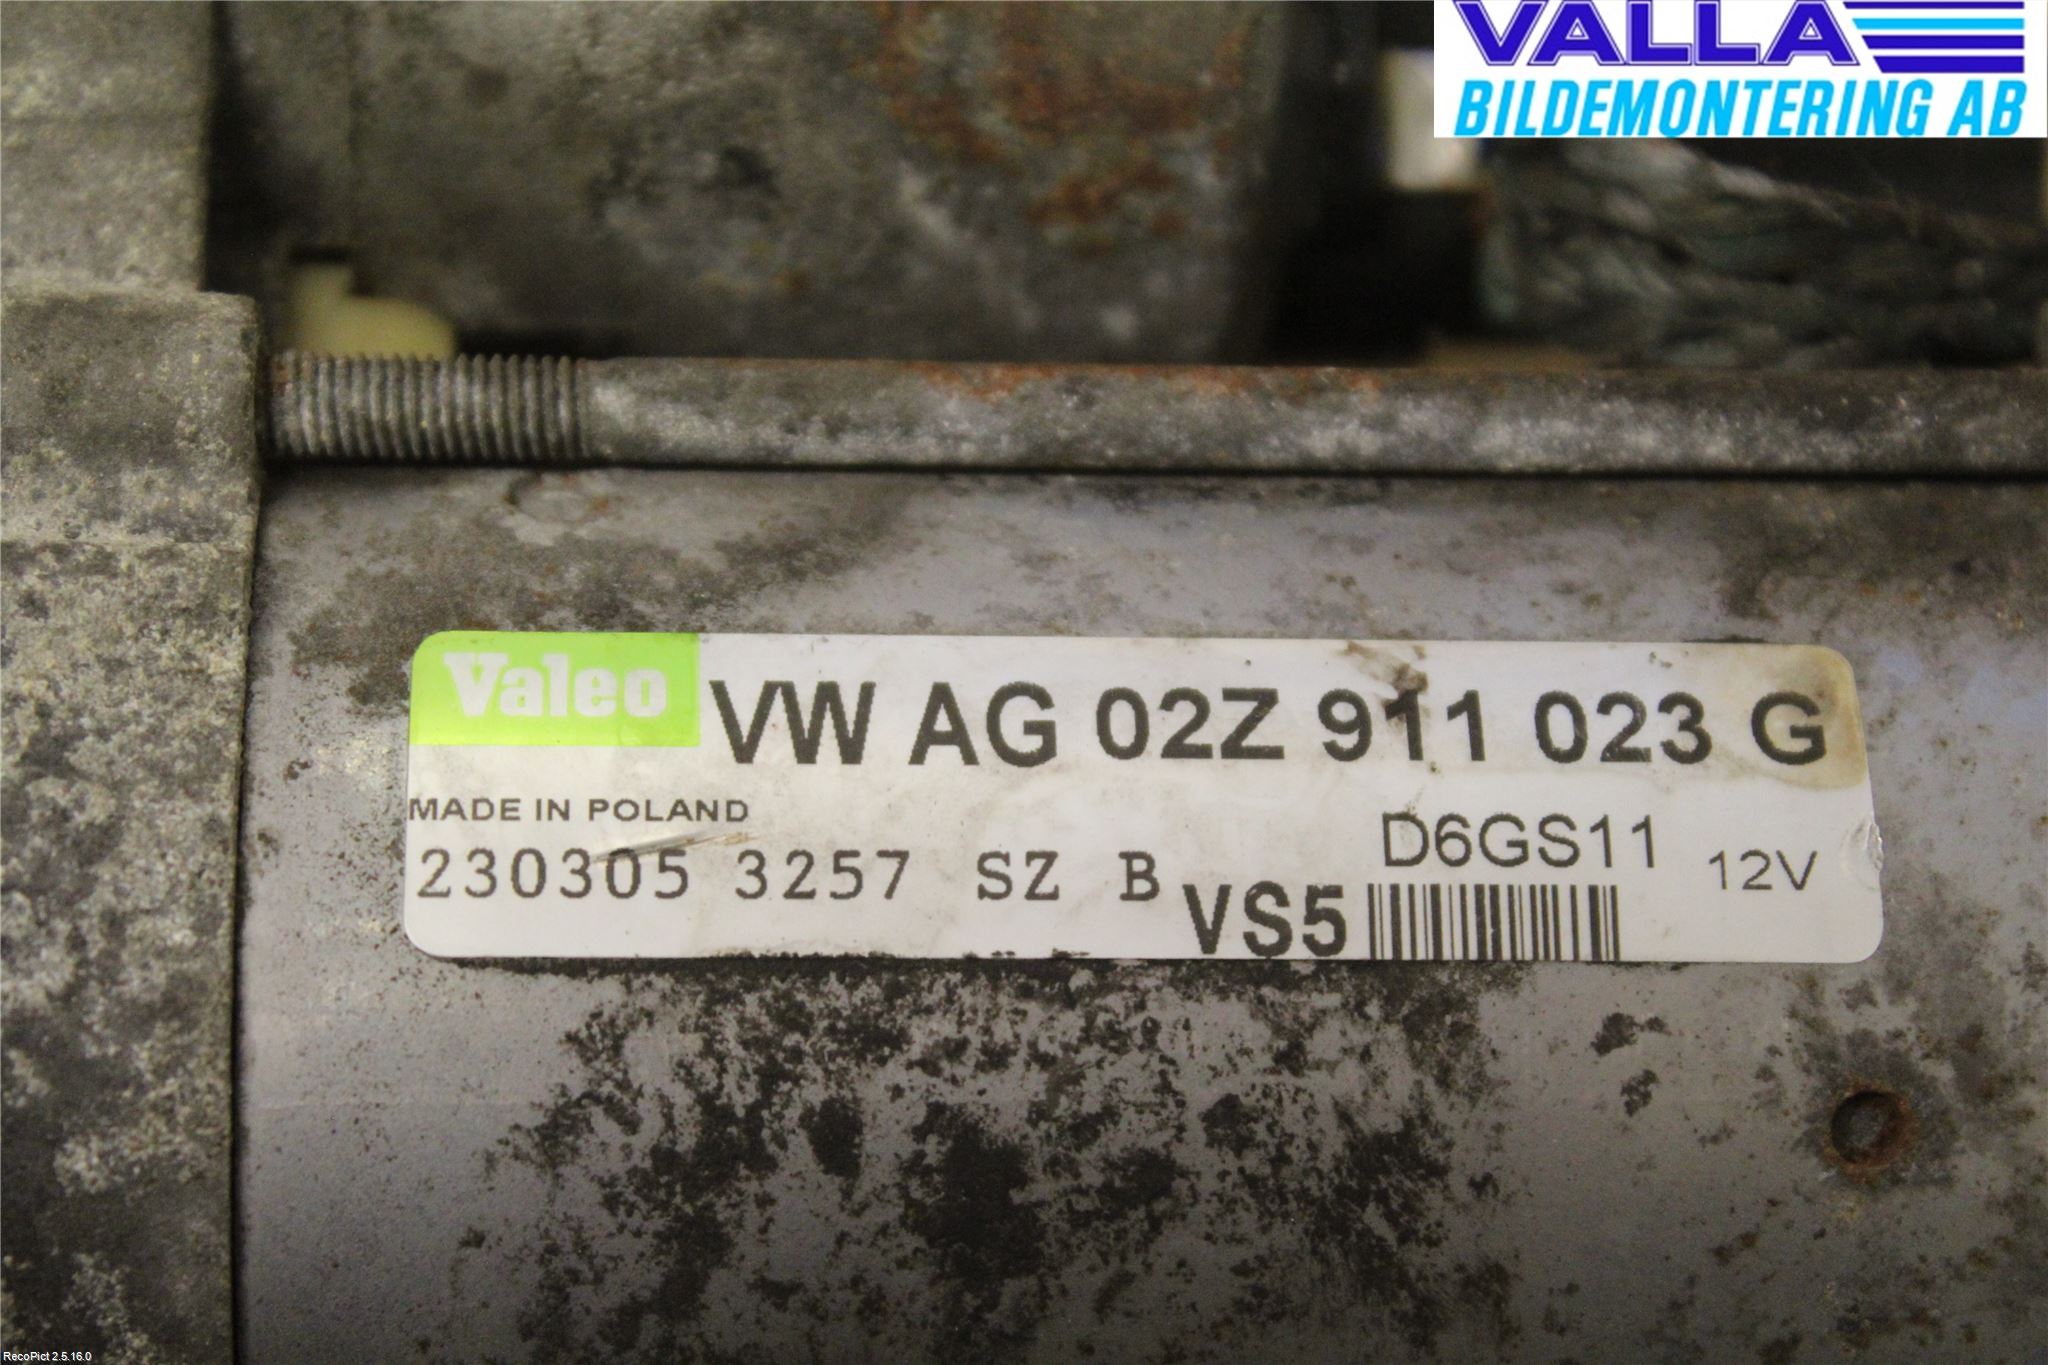 VALLA
BILDEMONTERING AB
Valeo VW AG 02Z 911 023 G
MADE IN POLAND
D6GS11 12V
230305 3257 SZ B
VS5
RecoPict 2.5.16.0